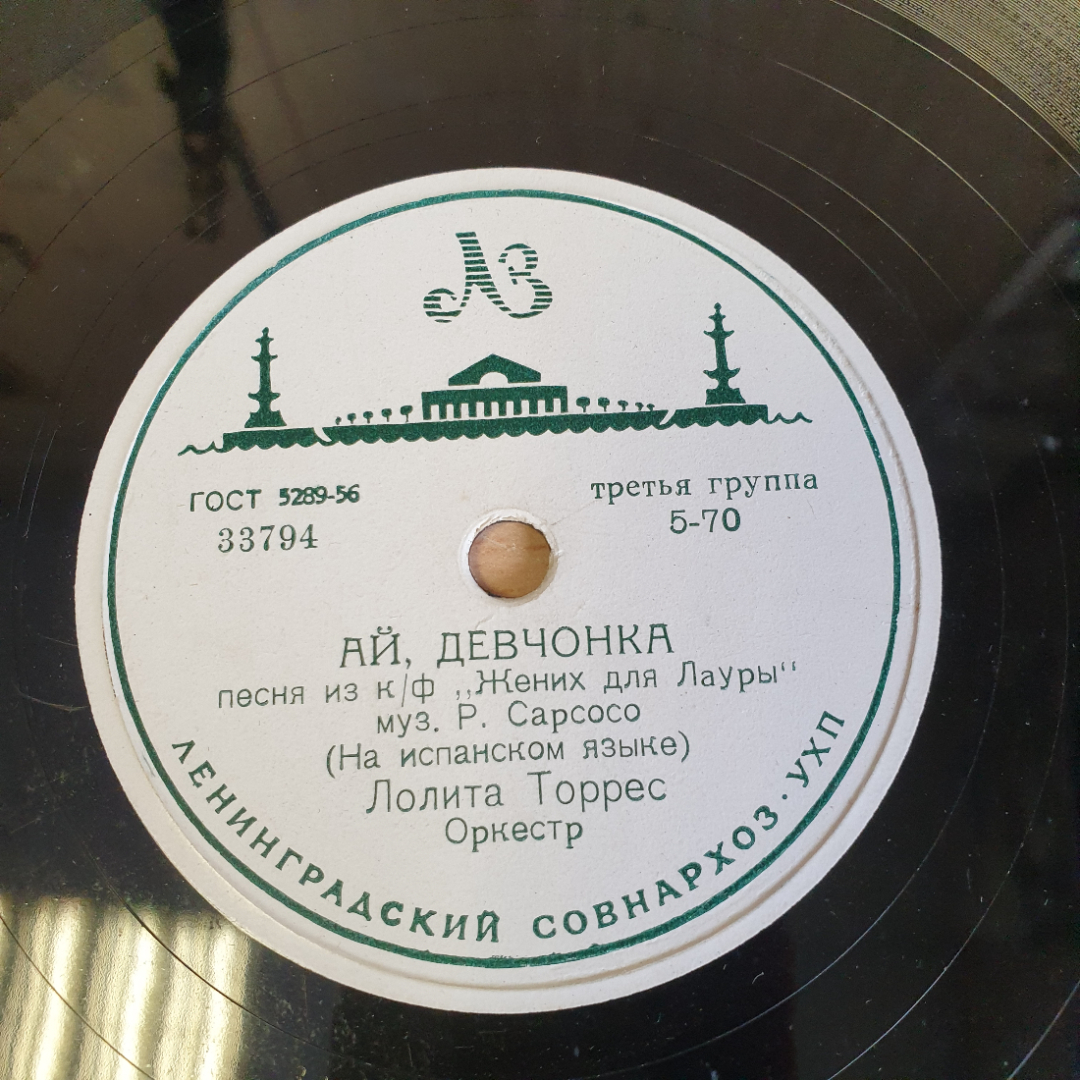 ЛЗ
ГОСТ 5289-56
33794
третья группа
5-70
АЙ, ДЕВЧОНКА
песня из к/ф „Жених для Лауры“
муз. Р. Сарсосо
(На испанском языке)
Лолита Торрес
Оркестр
ЛЕНИНГРАДСКИЙ СОВНАРХОЗ · УХП